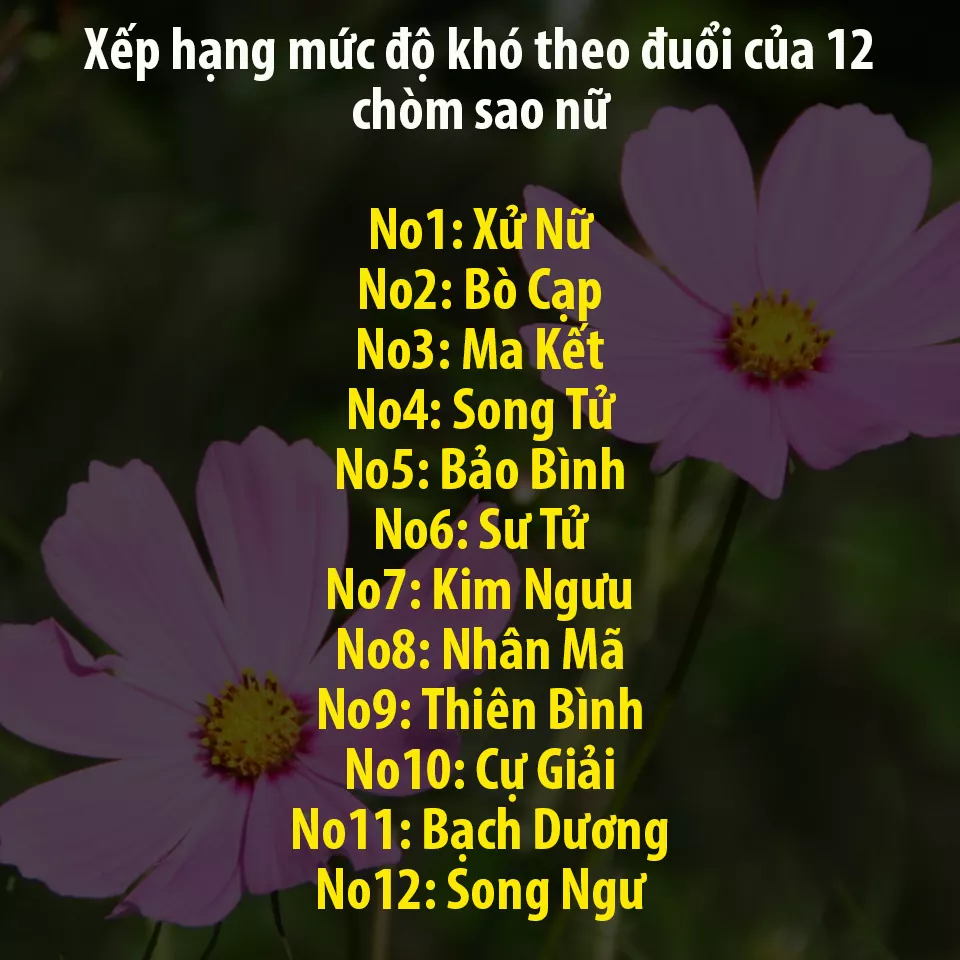 Xếp hạng mức độ khó theo đuổi của 12
chòm sao nữ
No1: Xử Nữ
No2: Bò Cạp
No3: Ma Kết
No4: Song Tử
No5: Bảo Bình
No6: Sư Tử
No7: Kim Ngưu
No8: Nhân Mã
No9: Thiên Bình
No10: Cự Giải
No11: Bạch Dương
No12: Song Ngư